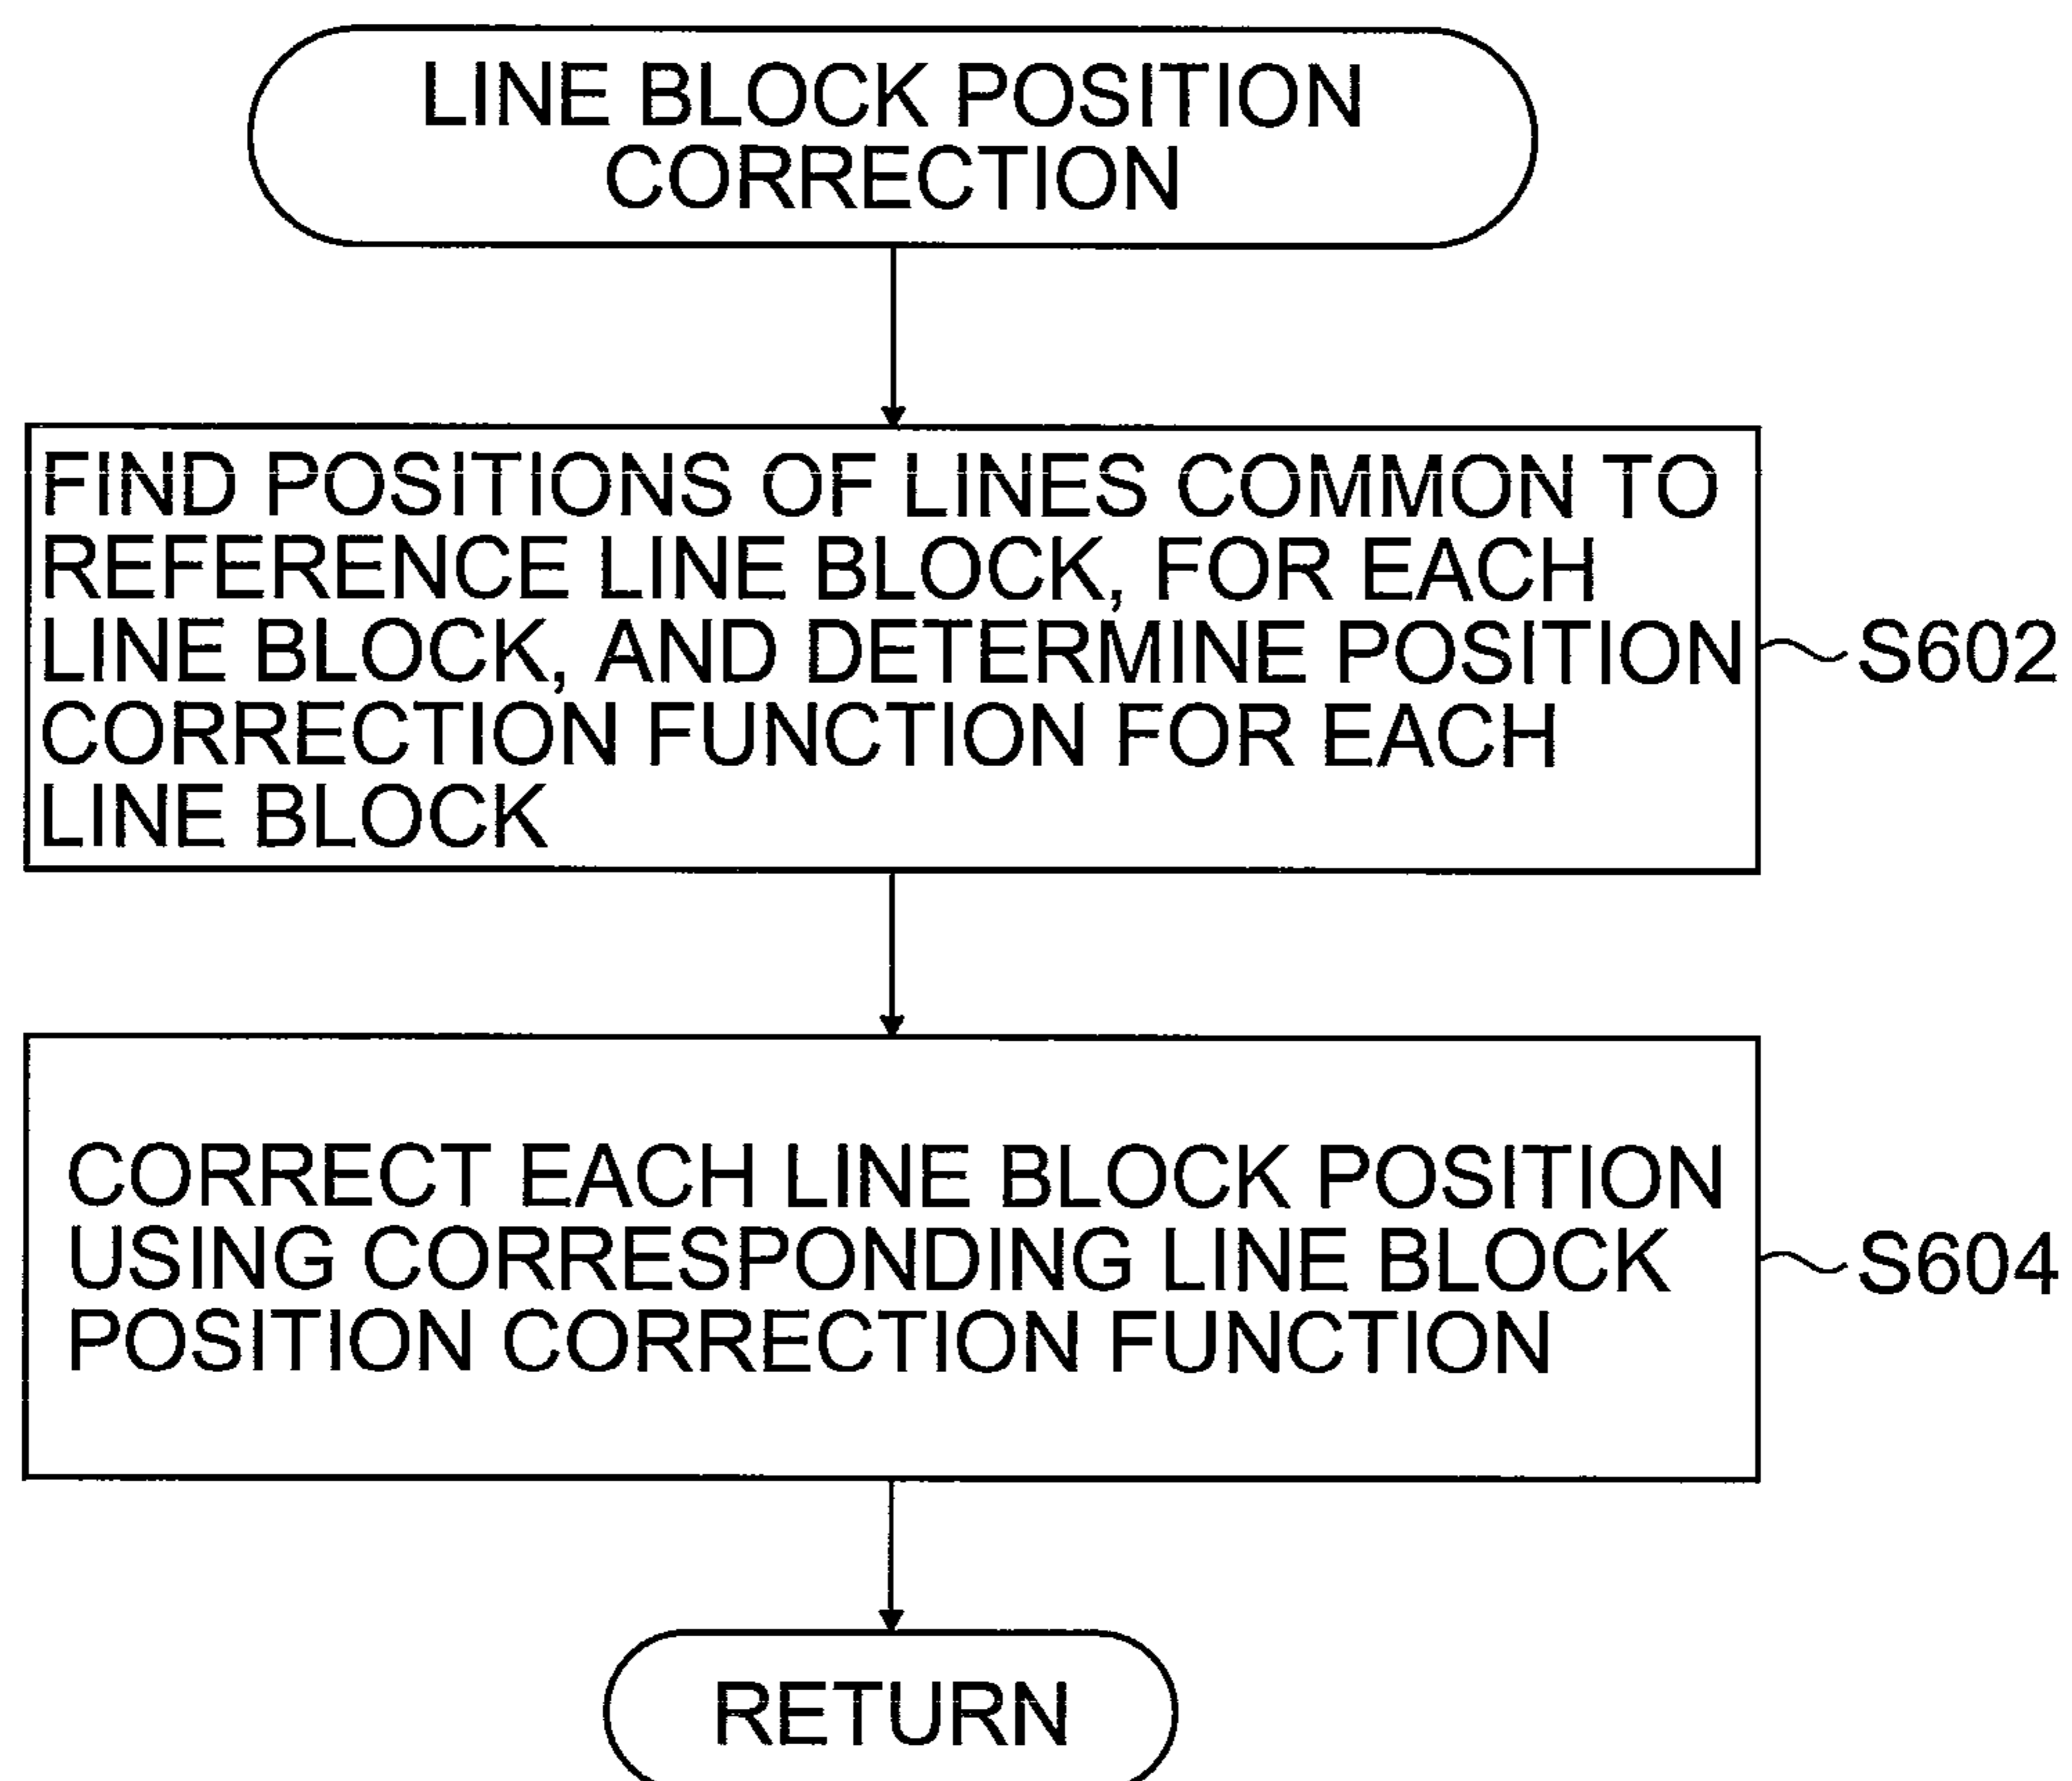 LINE BLOCK POSITION
CORRECTION
FIND POSITIONS OF LINES COMMON TO
REFERENCE LINE BLOCK, FOR EACH
LINE BLOCK, AND DETERMINE POSITION
CORRECTION FUNCTION FOR EACH
LINE BLOCK
S602
CORRECT EACH LINE BLOCK POSITION
USING CORRESPONDING LINE BLOCK
POSITION CORRECTION FUNCTION
S604
RETURN